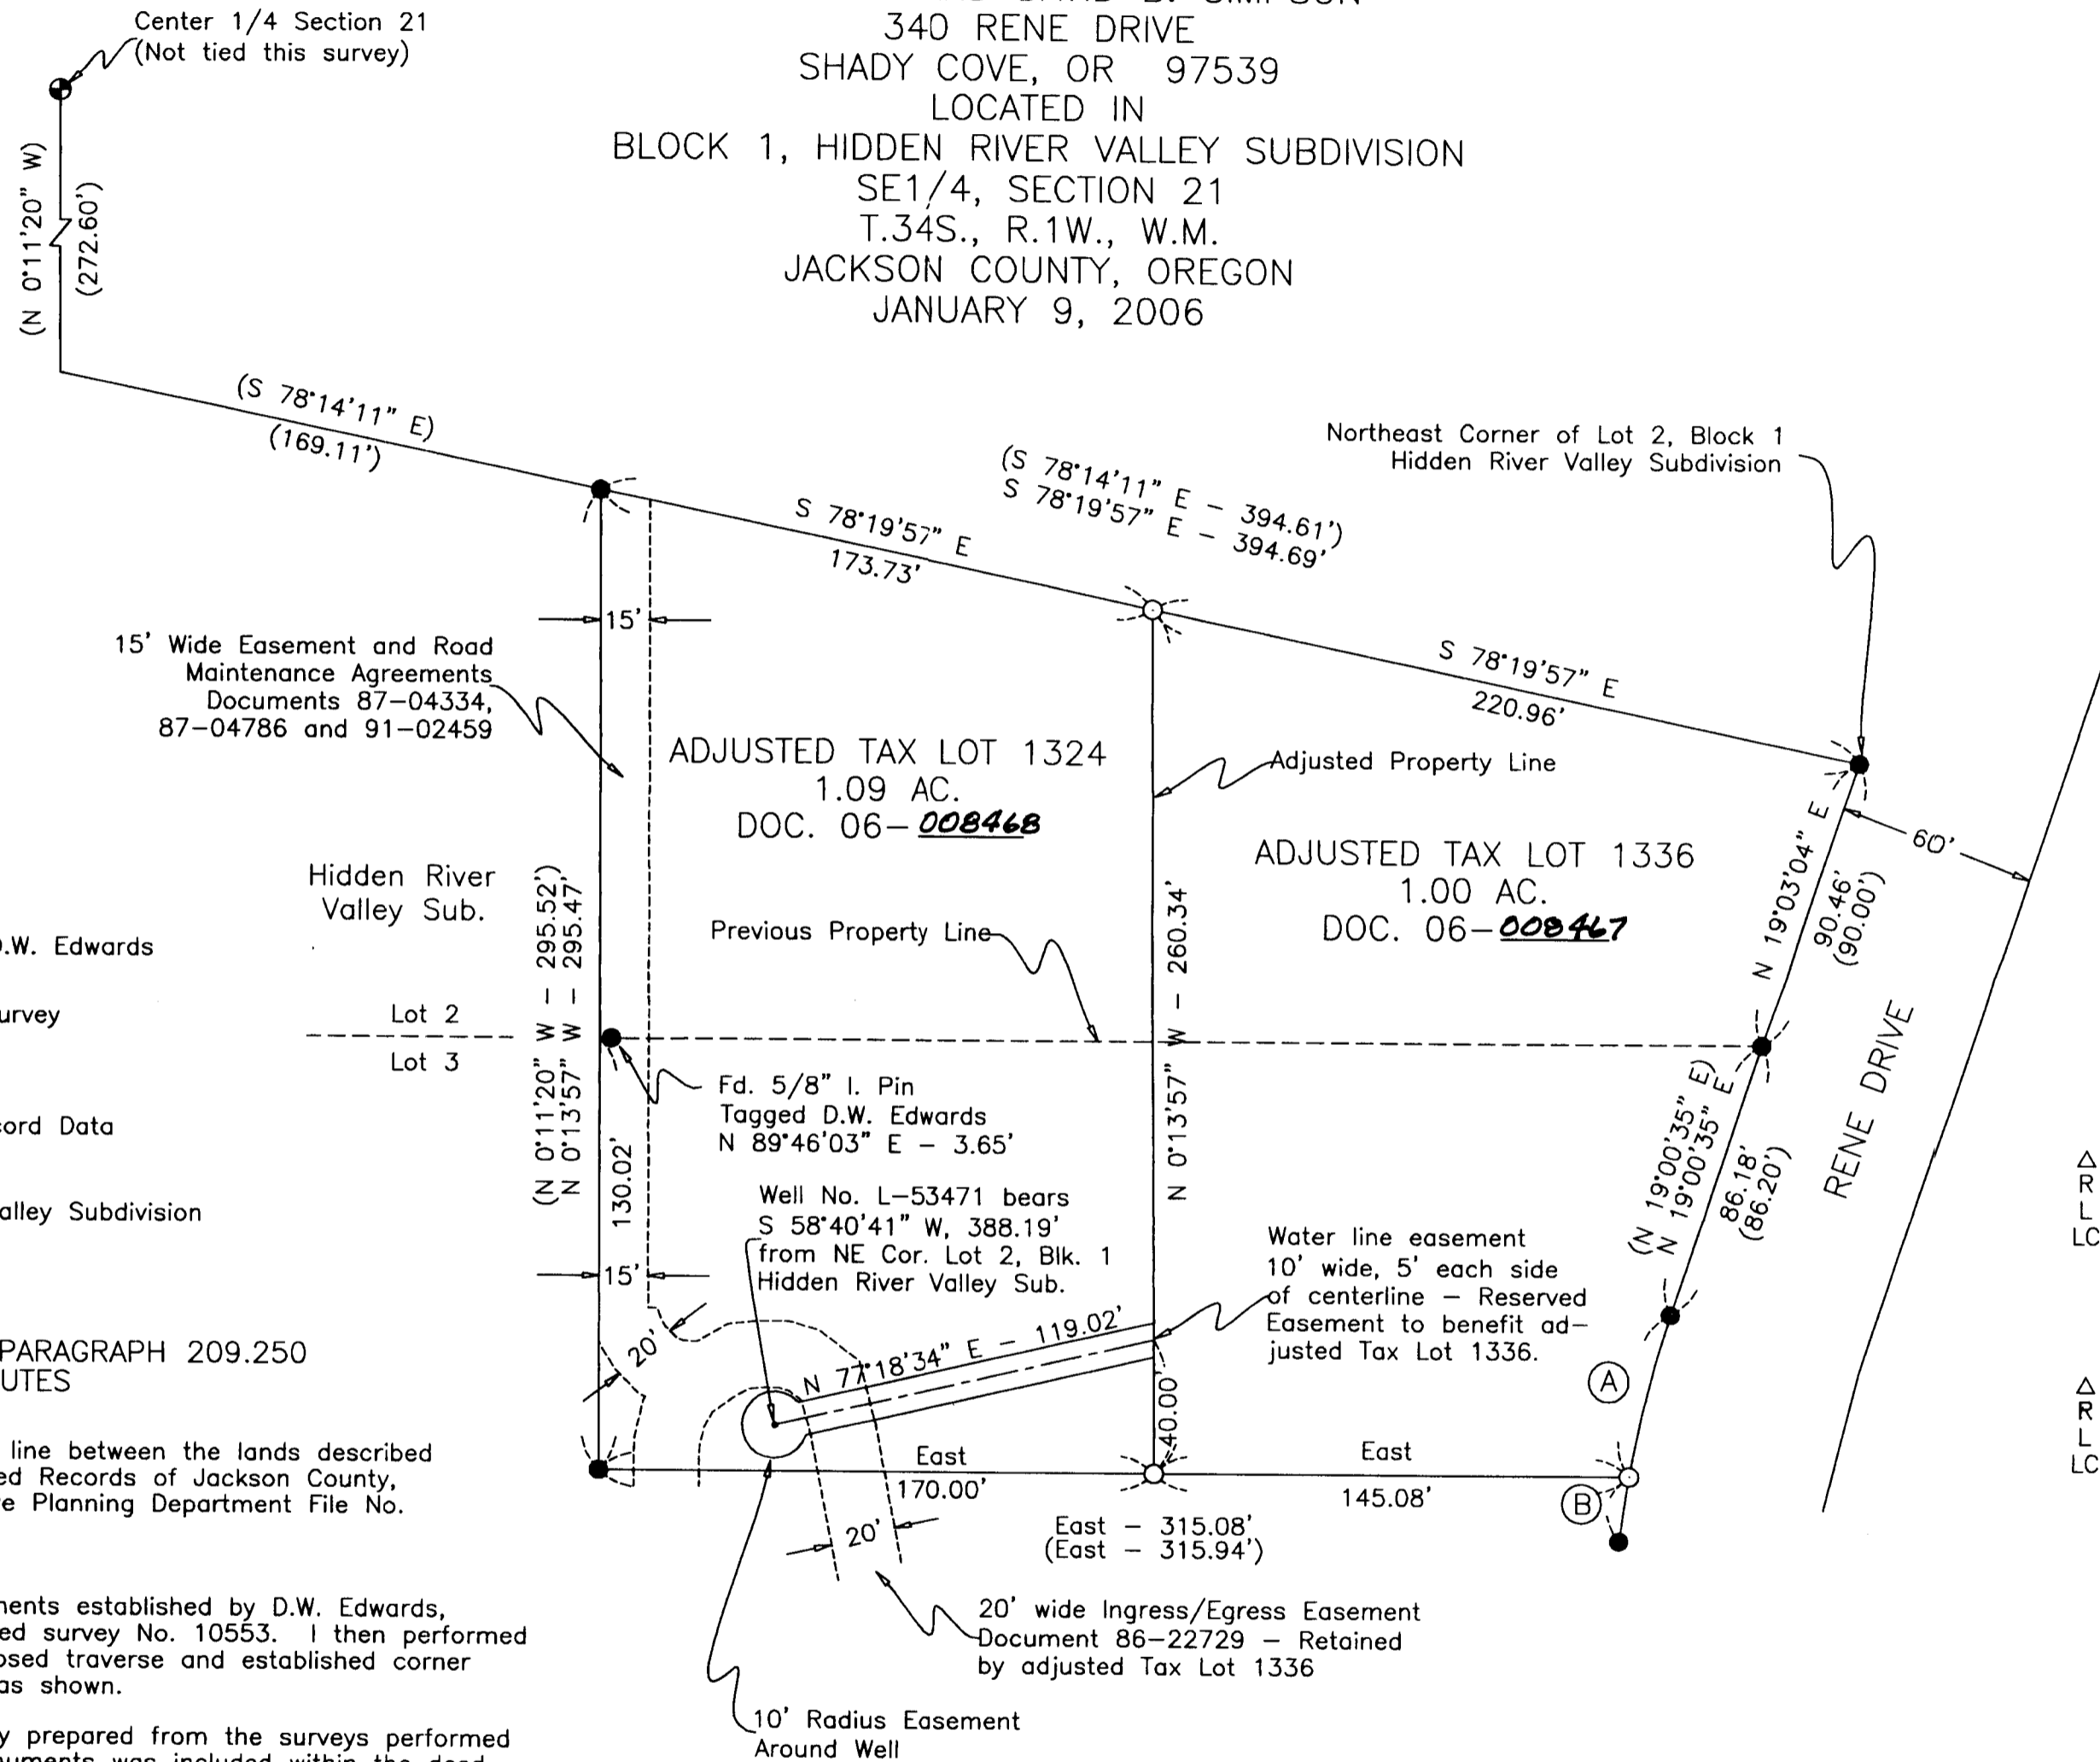 340 RENE DRIVE
SHADY COVE, OR 97539
LOCATED IN
BLOCK 1, HIDDEN RIVER VALLEY SUBDIVISION
SE1/4, SECTION 21
T.34S., R.1W., W.M.
JACKSON COUNTY, OREGON
JANUARY 9, 2006
Center 1/4 Section 21
(Not tied this survey)
(N 0°11'20" W)
(272.60')
(S 78°14'11" E)
(169.11')
(S 78°14'11" E – 394.61')
S 78°19'57" E – 394.69'
Northeast Corner of Lot 2, Block 1
Hidden River Valley Subdivision
S 78°19'57" E
173.73'
S 78°19'57" E
220.96'
15'
15' Wide Easement and Road
Maintenance Agreements
Documents 87–04334,
87–04786 and 91–02459
ADJUSTED TAX LOT 1324
1.09 AC.
DOC. 06–008468
Adjusted Property Line
ADJUSTED TAX LOT 1336
1.00 AC.
DOC. 06–008467
N 19°03'04" E
90.46'
(90.00')
60'
Hidden River
Valley Sub.
(N 0°11'20" W – 295.52')
N 0°13'57" W – 295.47'
Previous Property Line
N 0°13'57" W – 260.34'
.W. Edwards
urvey
Lot 2
Lot 3
ord Data
alley Subdivision
Fd. 5/8" I. Pin
Tagged D.W. Edwards
N 89°46'03" E – 3.65'
130.02'
Well No. L–53471 bears
S 58°40'41" W, 388.19'
from NE Cor. Lot 2, Blk. 1
Hidden River Valley Sub.
15'
Water line easement
10' wide, 5' each side
of centerline – Reserved
Easement to benefit ad–
justed Tax Lot 1336.
(N 19°00'35" E)
N 19°00'35" E
86.18'
(86.20')
RENE DRIVE
Δ
R
L
LC
PARAGRAPH 209.250
UTES
20'
N 77°18'34" E – 119.02'
40.00'
A
Δ
R
L
LC
line between the lands described
ed Records of Jackson County,
e Planning Department File No.
East
170.00'
East
145.08'
B
20'
East – 315.08'
(East – 315.94')
ments established by D.W. Edwards,
ed survey No. 10553. I then performed
osed traverse and established corner
as shown.
20' wide Ingress/Egress Easement
Document 86–22729 – Retained
by adjusted Tax Lot 1336
10' Radius Easement
Around Well
y prepared from the surveys performed